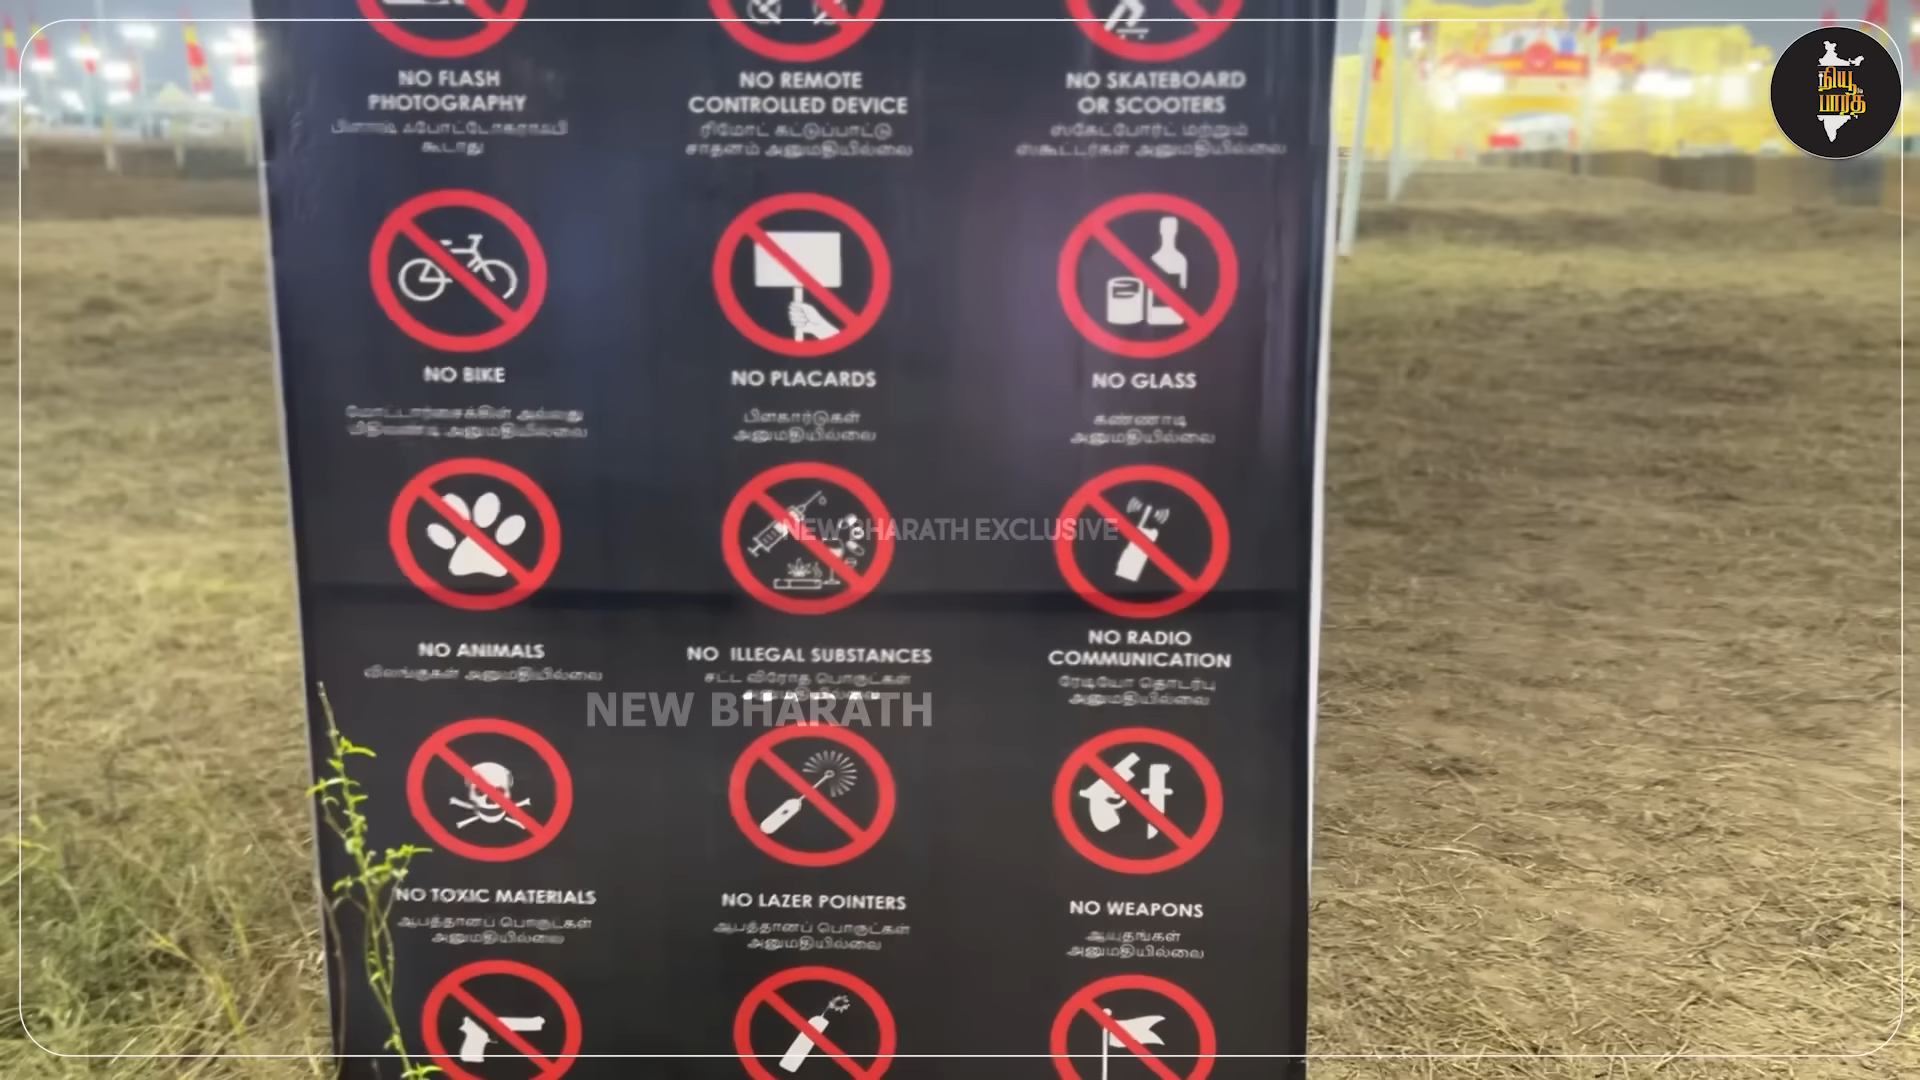 நியூ
பாரத்
NO FLASH
PHOTOGRAPHY
கூடாது
NO REMOTE
CONTROLLED DEVICE
ரிமோட் கட்டுப்பாட்டு
சாதனம் அனுமதியில்லை
NO SKATEBOARD
OR SCOOTERS
ஸ்கேட்போர்ட் மற்றும்
ஸ்கூட்டர்கள் அனுமதியில்லை
NO BIKE
அனுமதியில்லை
NO PLACARDS
பிளகார்டுகள்
அனுமதியில்லை
NO GLASS
கண்ணாடி
அனுமதியில்லை
NEW BHARATH EXCLUSIVE
NO ANIMALS
விலங்குகள் அனுமதியில்லை
NO ILLEGAL SUBSTANCES
சட்ட விரோத பொருட்கள்
NO RADIO
COMMUNICATION
ரேடியோ தொடர்பு
அனுமதியில்லை
NEW BHARATH
NO TOXIC MATERIALS
ஆபத்தானப் பொருட்கள்
அனுமதியில்லை
NO LAZER POINTERS
ஆபத்தானப் பொருட்கள்
அனுமதியில்லை
NO WEAPONS
ஆயுதங்கள்
அனுமதியில்லை